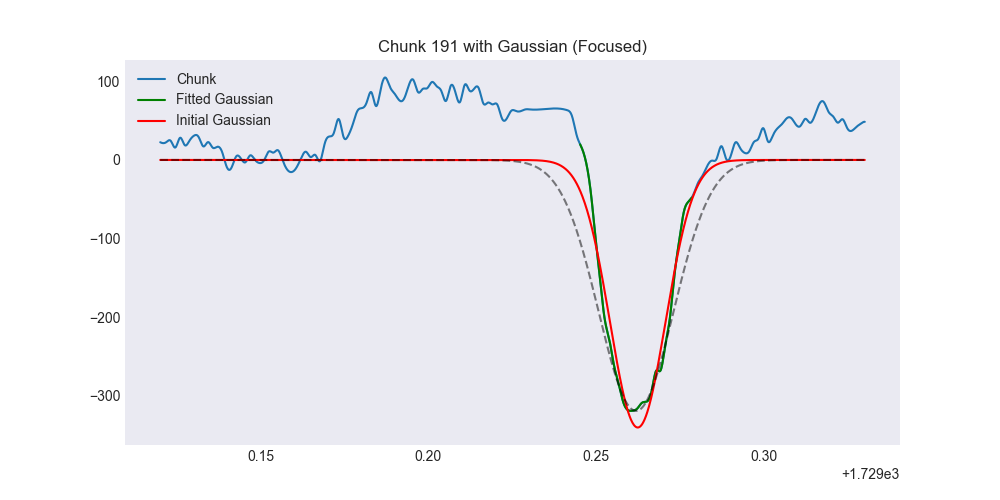 Chunk 191 with Gaussian (Focused)
Chunk
Fitted Gaussian
Initial Gaussian
100
0
−100
−200
−300
0.15
0.20
0.25
0.30
+1.729e3